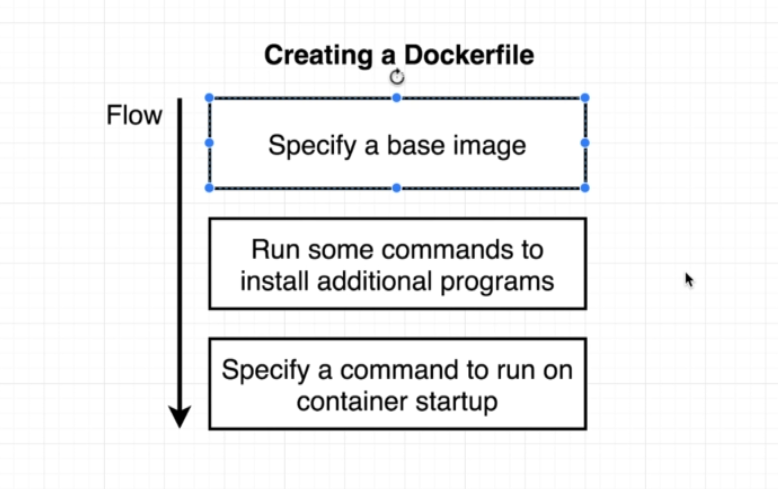 Creating a Dockerfile
Flow
Specify a base image
Run some commands to
install additional programs
Specify a command to run on
container startup